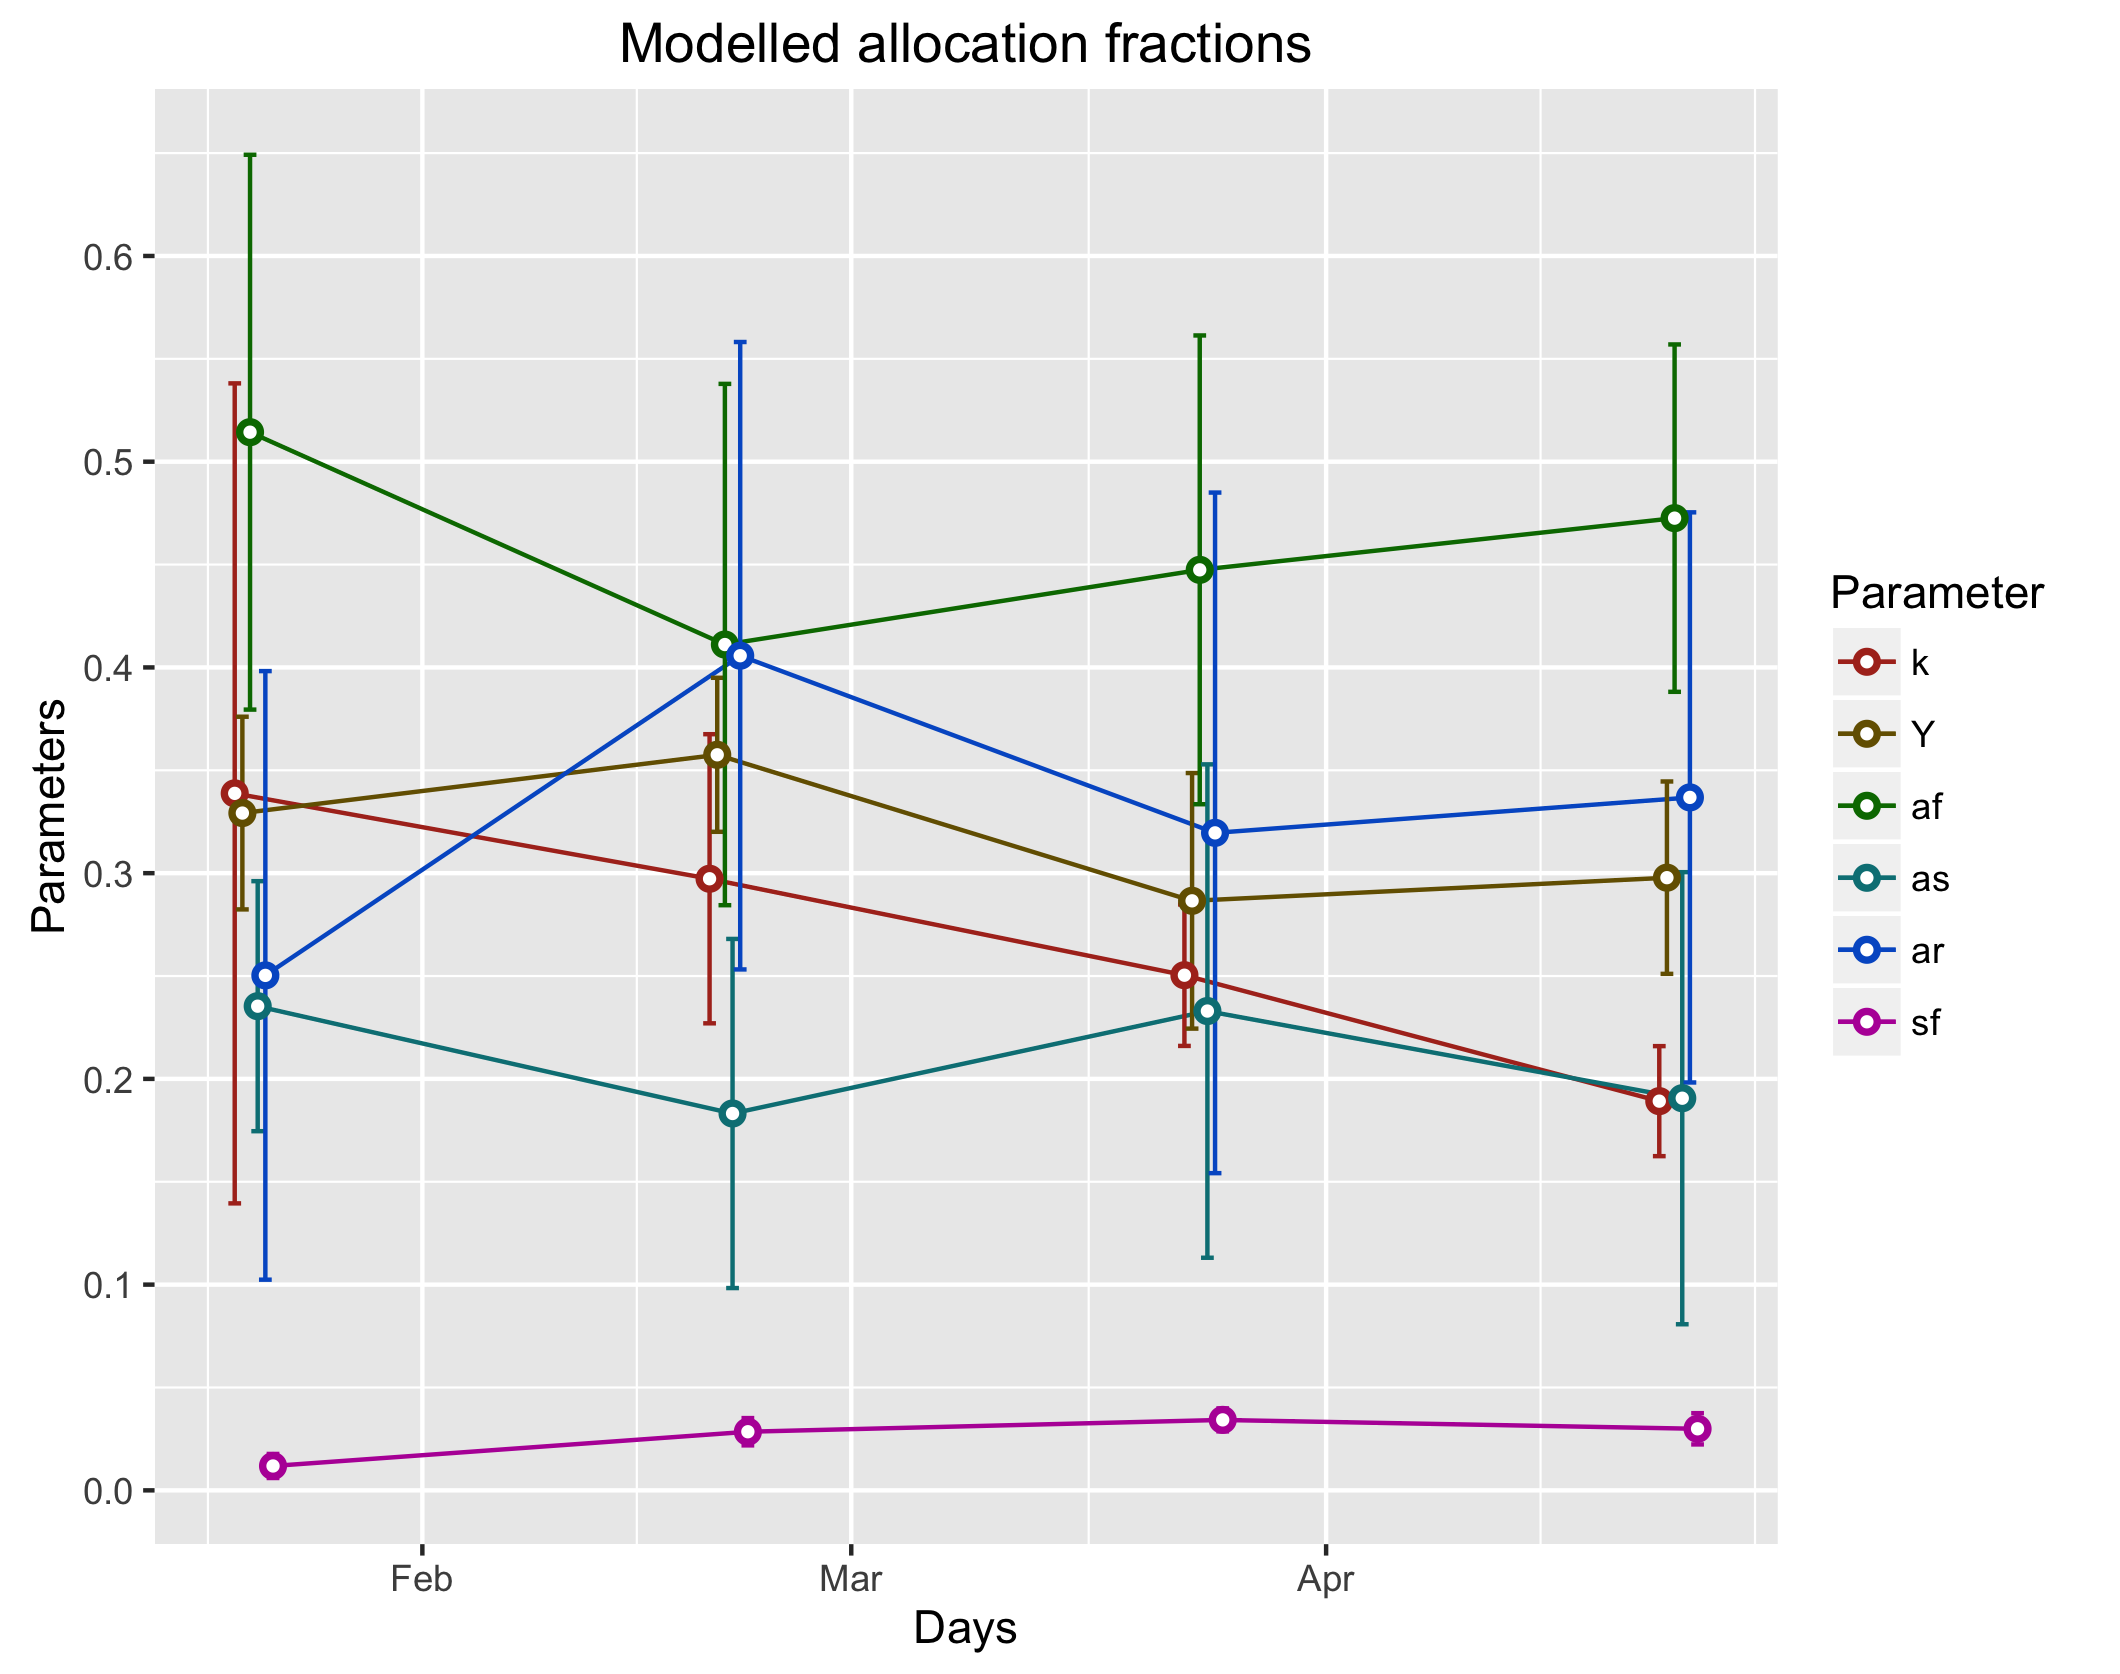 Modelled allocation fractions
Parameters
0.6
0.5
0.4
0.3
0.2
0.1
0.0
Feb
Mar
Apr
Days
Parameter
k
Y
af
as
ar
sf